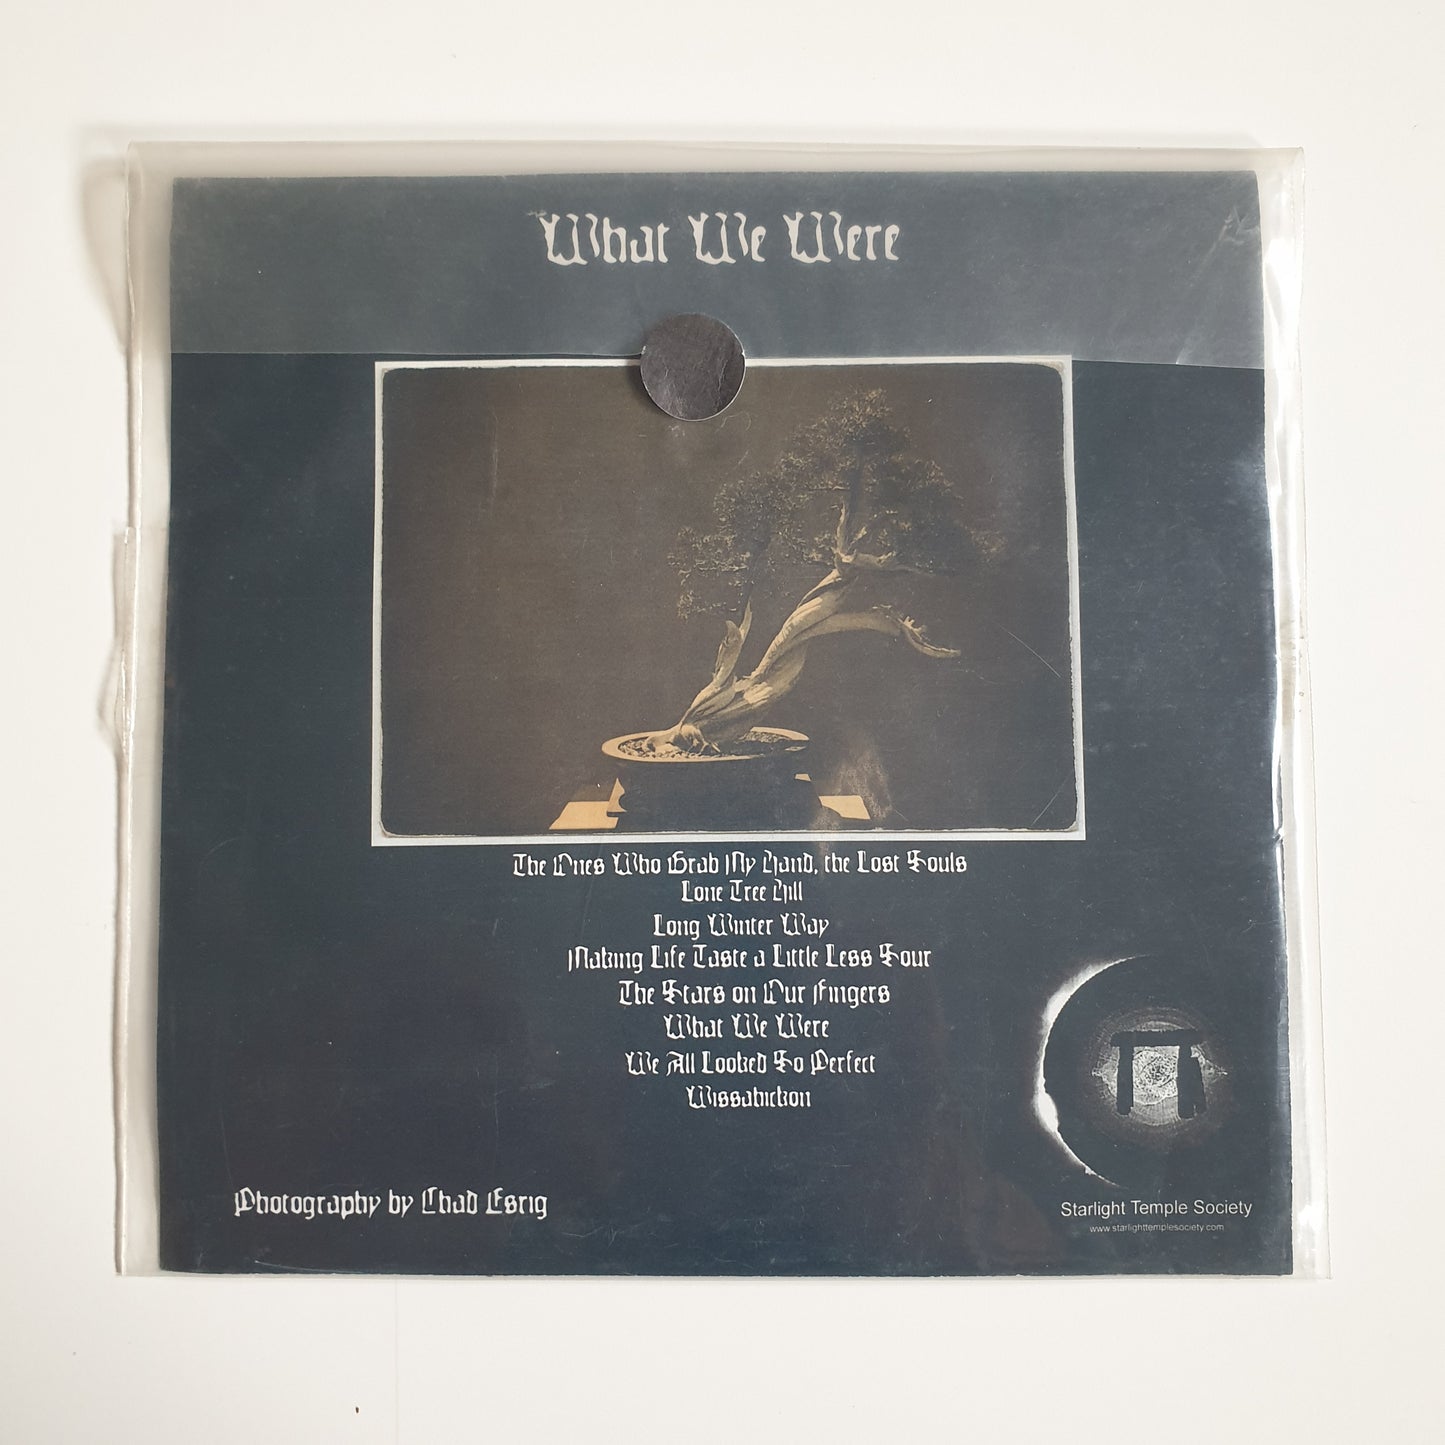 What We Were
The Ones Who Grab My Hand, the Lost Souls
Lone Tree Hill
Long Winter Way
Making Life Taste a Little Less Sour
The Stars on Our Fingers
What We Were
We All Looked So Perfect
Wissahickon
Photography by Chad Esrig
Starlight Temple Society
www.starlighttemplesociety.com